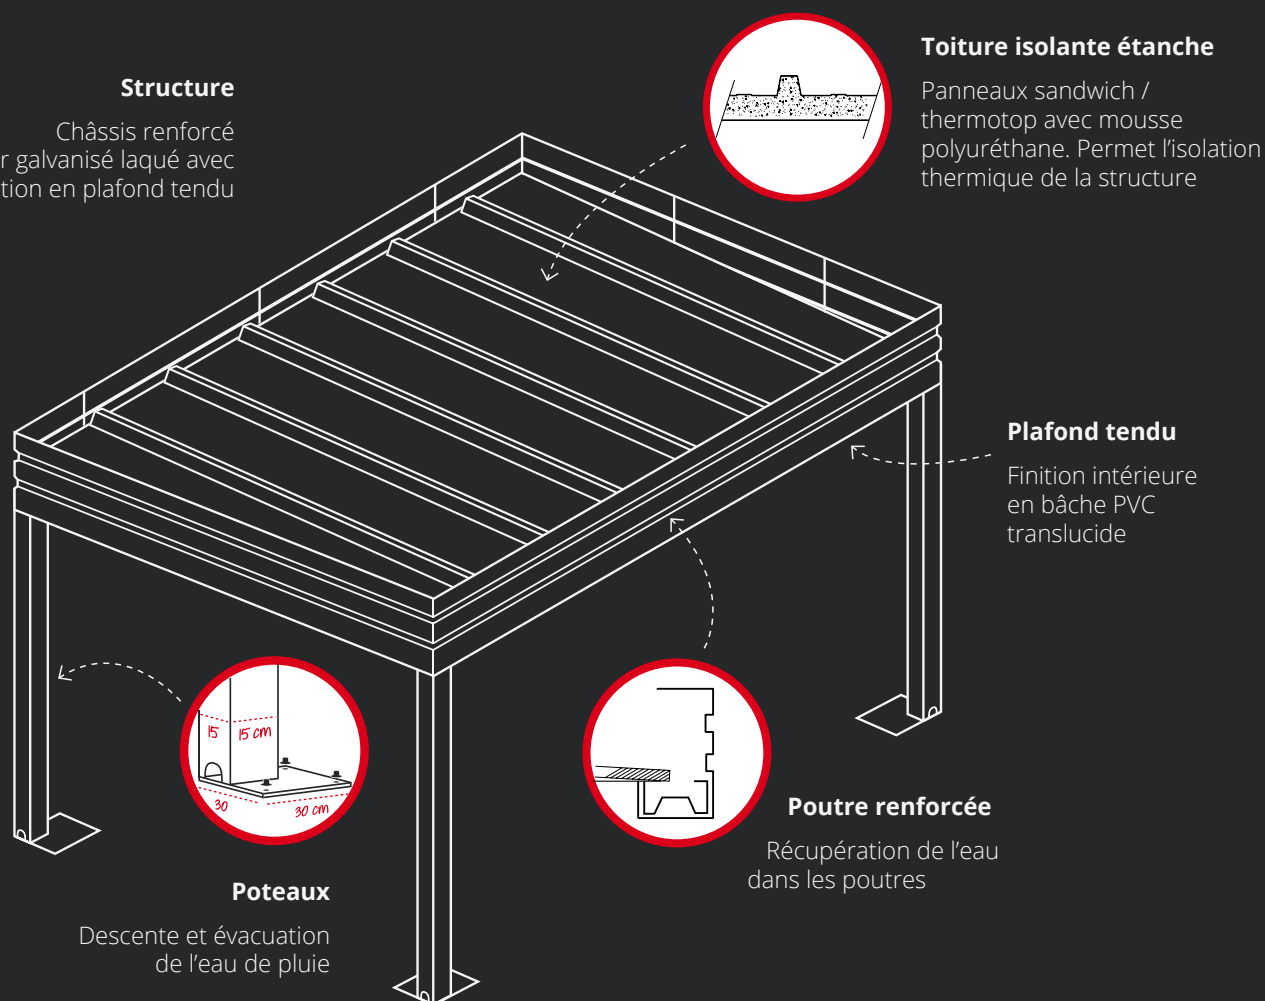 Structure
Châssis renforcé
galvanisé laqué avec
en plafond tendu
Toiture isolante étanche
Panneaux sandwich /
thermotop avec mousse
polyuréthane. Permet l’isolation
thermique de la structure
Plafond tendu
Finition intérieure
en bâche PVC
translucide
15 15 cm
30 30 cm
Poutre renforcée
Récupération de l’eau
dans les poutres
Poteaux
Descente et évacuation
de l’eau de pluie